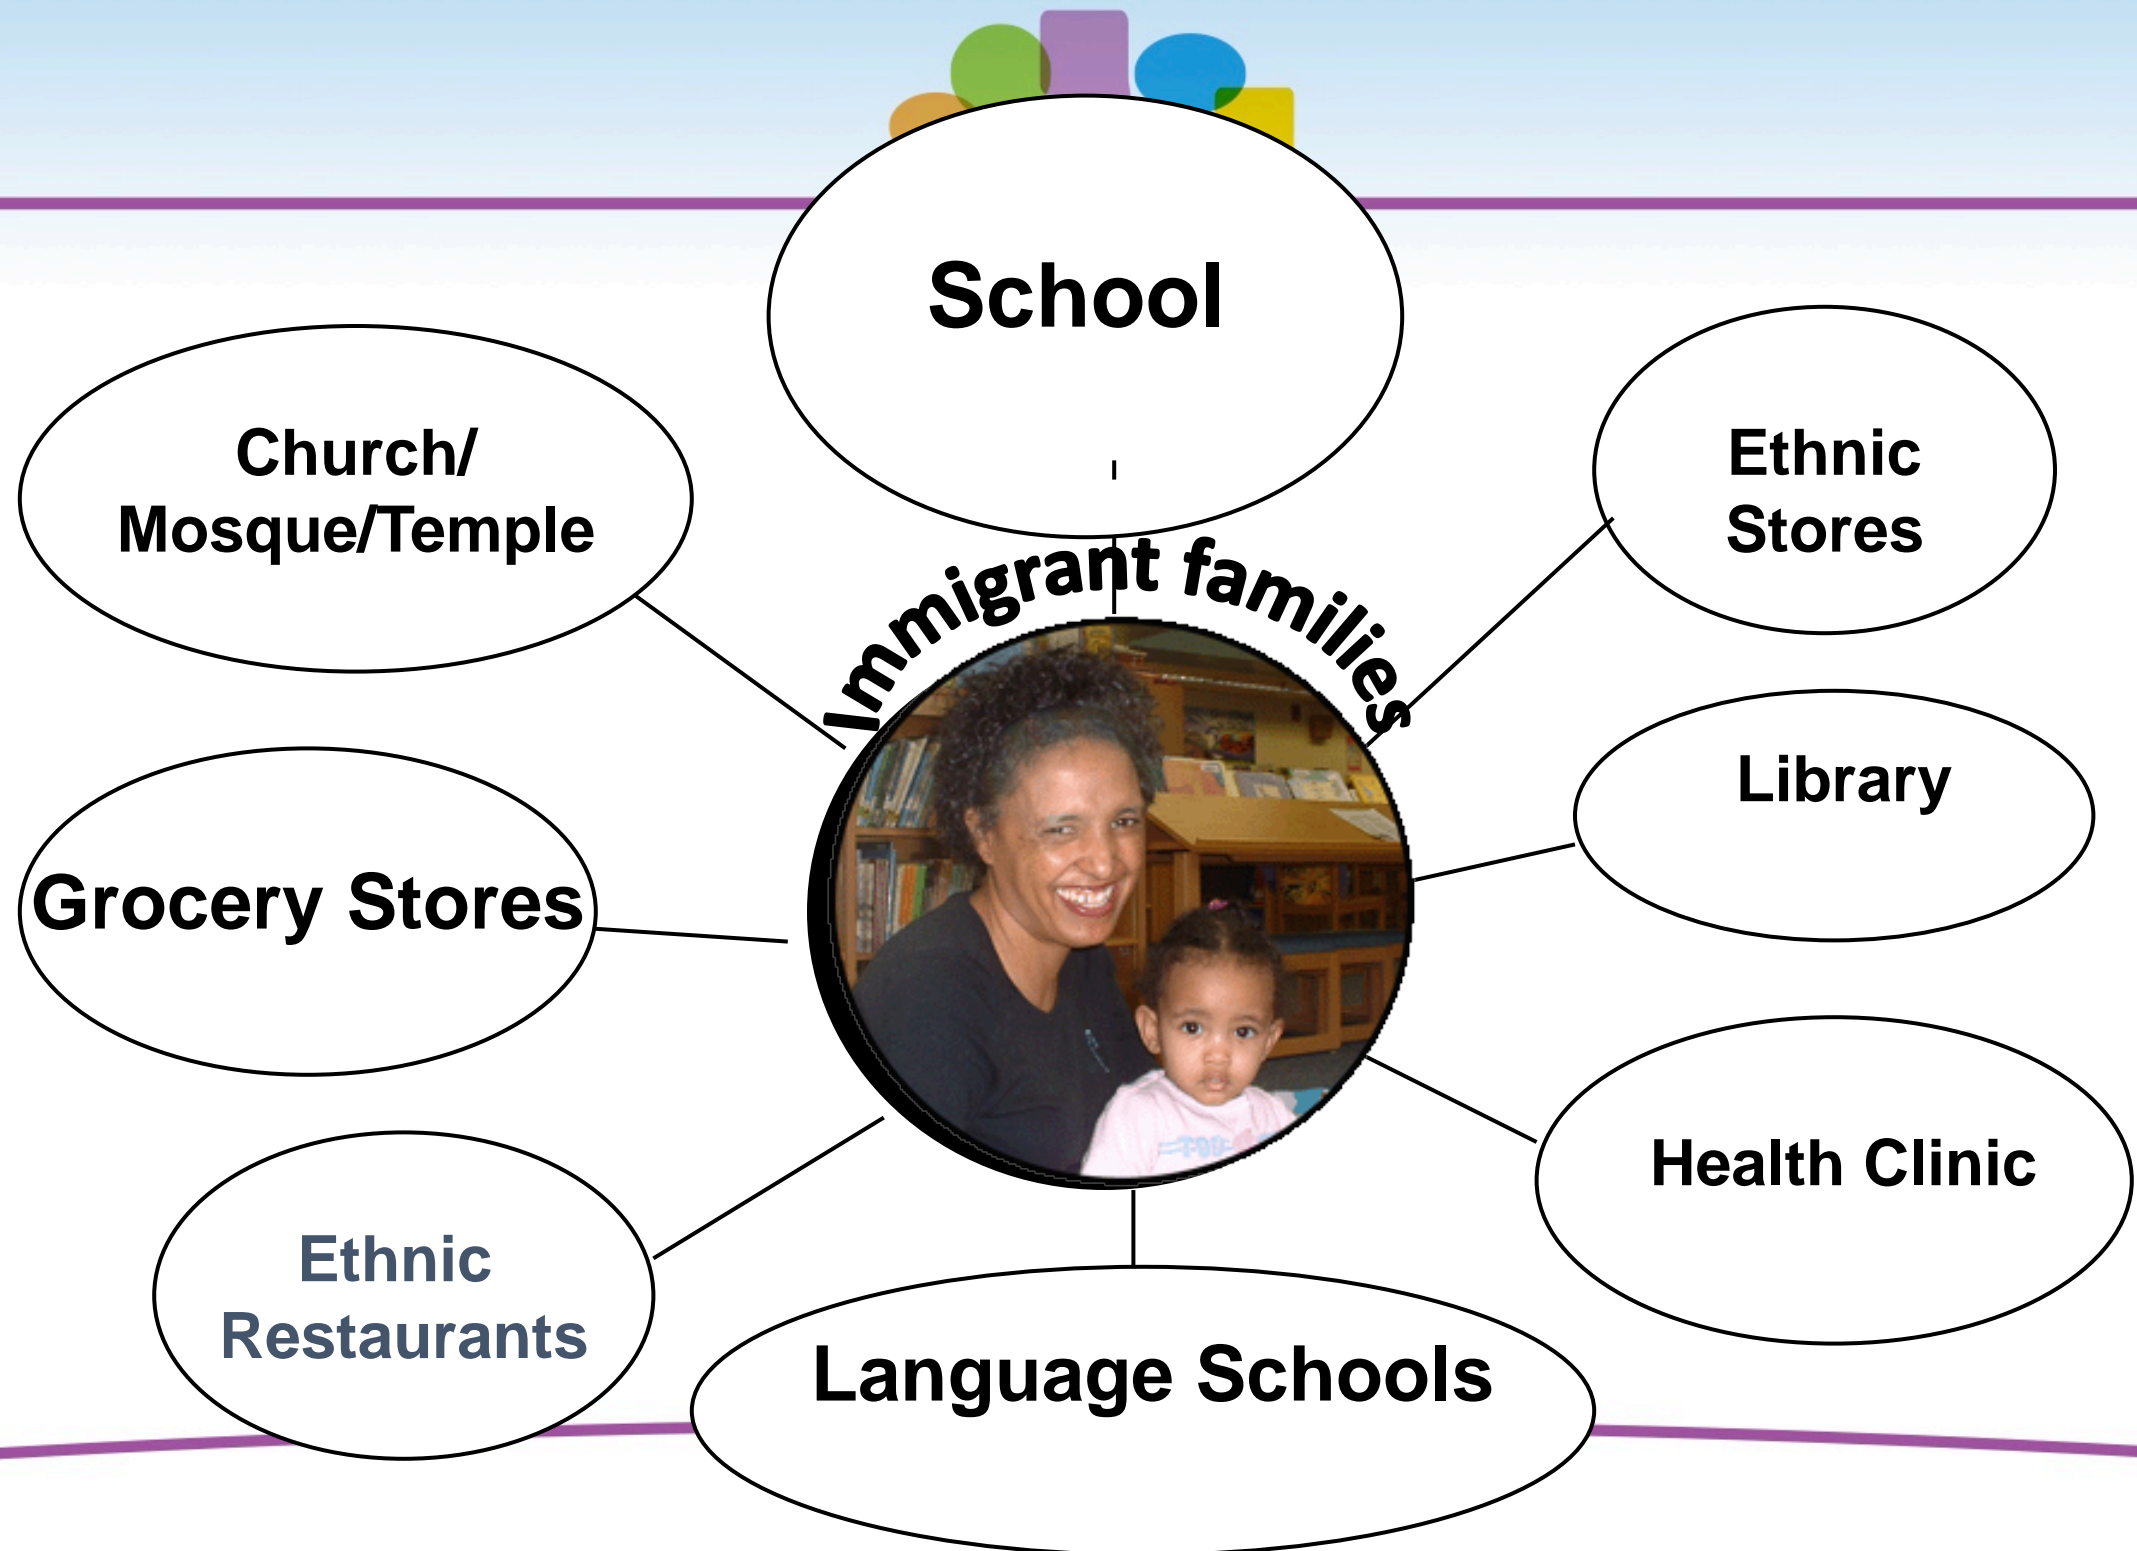 School
Church/
Mosque/Temple
Ethnic
Stores
Immigrant families
Library
Grocery Stores
Health Clinic
Ethnic
Restaurants
Language Schools